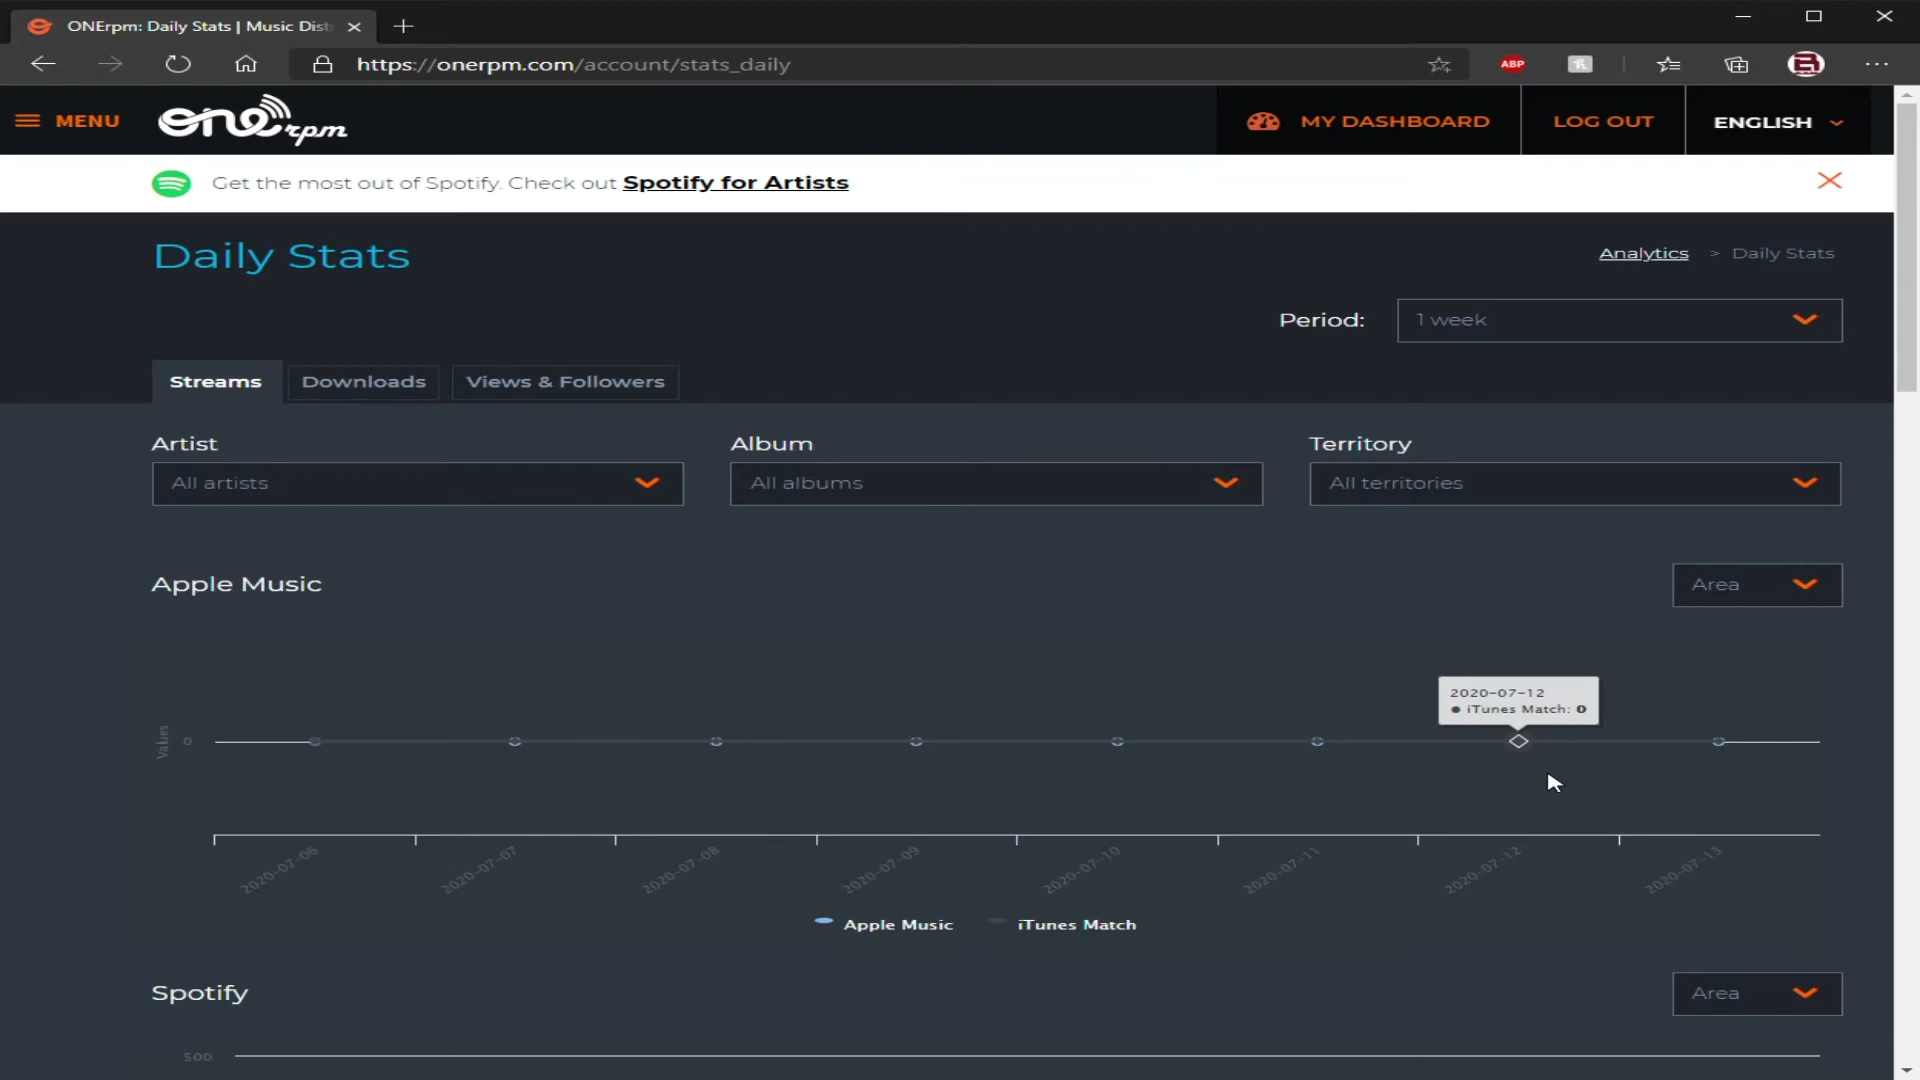 ONErpm: Daily Stats | Music Dist
https://onerpm.com/account/stats_daily
ABP
MENU
one rpm
MY DASHBOARD
LOG OUT
ENGLISH
Get the most out of Spotify. Check out Spotify for Artists
Daily Stats
Analytics > Daily Stats
Period:
1 week
Streams
Downloads
Views & Followers
Artist
Album
Territory
All artists
All albums
All territories
Apple Music
Area
2020-07-12
iTunes Match: 0
Values
0
2020-07-06
2020-07-07
2020-07-08
2020-07-09
2020-07-10
2020-07-11
2020-07-12
2020-07-13
Apple Music
iTunes Match
Spotify
Area
500